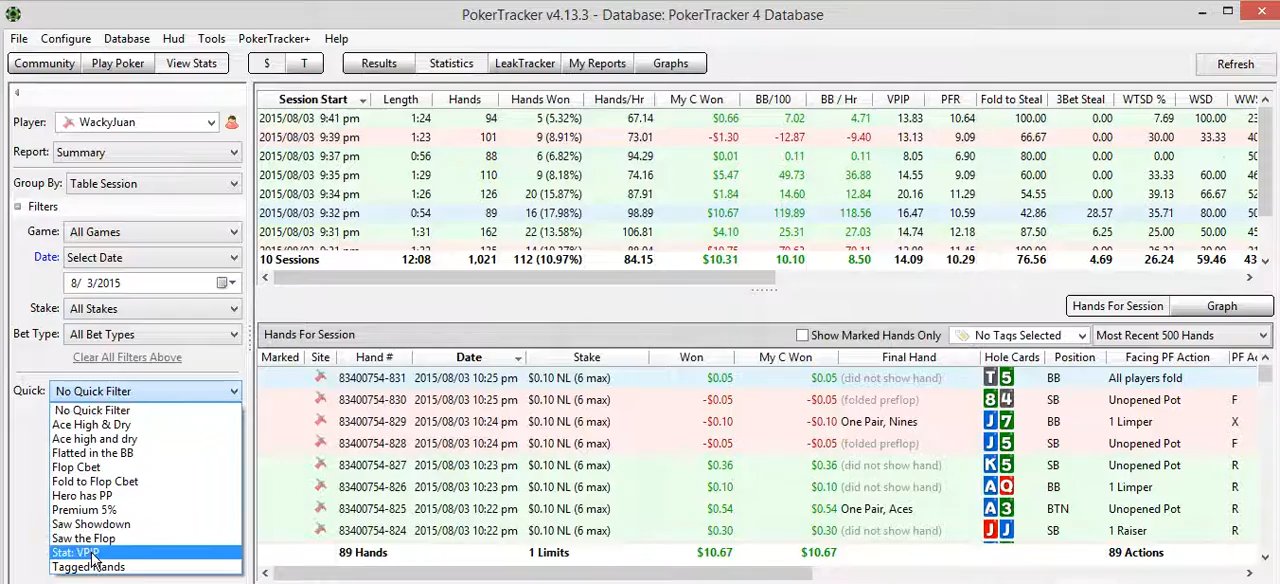 PokerTracker v4.13.3 - Database: PokerTracker 4 Database
File Configure Database Hud Tools PokerTracker+ Help
Community Play Poker View Stats $ T Results Statistics LeakTracker My Reports Graphs Refresh
Player: WackyJuan
Report: Summary
Group By: Table Session
Filters
Game: All Games
Date: Select Date
8/ 3/2015
Stake: All Stakes
Bet Type: All Bet Types
Clear All Filters Above
Quick: No Quick Filter
No Quick Filter
Ace High & Dry
Ace high and dry
Flatted in the BB
Flop Cbet
Fold to Flop Cbet
Hero has PP
Premium 5%
Saw Showdown
Saw the Flop
Stat: VPIP
Tagged Hands
Session Start Length Hands Hands Won Hands/Hr My C Won BB/100 BB / Hr VPIP PFR Fold to Steal 3Bet Steal WTSD % WSD
2015/08/03 9:41 pm 1:24 94 5 (5.32%) 67.14 $0.66 7.02 4.71 13.83 10.64 100.00 0.00 7.69 100.00
2015/08/03 9:39 pm 1:23 101 9 (8.91%) 73.01 -$1.30 -12.87 -9.40 13.13 9.09 66.67 0.00 30.00 33.33
2015/08/03 9:37 pm 0:56 88 6 (6.82%) 94.29 $0.01 0.11 0.11 8.05 6.90 80.00 0.00 0.00
2015/08/03 9:35 pm 1:29 110 9 (8.18%) 74.16 $5.47 49.73 36.88 14.55 9.09 60.00 0.00 33.33 60.00
2015/08/03 9:34 pm 1:26 126 20 (15.87%) 87.91 $1.84 14.60 12.84 20.16 11.29 54.55 0.00 39.13 66.67
2015/08/03 9:32 pm 0:54 89 16 (17.98%) 98.89 $10.67 119.89 118.56 16.47 10.59 42.86 28.57 35.71 80.00
2015/08/03 9:31 pm 1:31 162 22 (13.58%) 106.81 $4.10 25.31 27.03 14.74 12.18 87.50 6.25 25.00 50.00
10 Sessions 12:08 1,021 112 (10.97%) 84.15 $10.31 10.10 8.50 14.09 10.29 76.56 4.69 26.24 59.46 43
Hands For Session Graph
Hands For Session Show Marked Hands Only No Tags Selected Most Recent 500 Hands
Marked Site Hand # Date Stake Won My C Won Final Hand Hole Cards Position Facing PF Action
83400754-831 2015/08/03 10:25 pm $0.10 NL (6 max) $0.05 $0.05 (did not show hand) T 5 BB All players fold
83400754-830 2015/08/03 10:25 pm $0.10 NL (6 max) -$0.05 -$0.05 (folded preflop) 8 4 SB Unopened Pot F
83400754-829 2015/08/03 10:25 pm $0.10 NL (6 max) -$0.10 -$0.10 One Pair, Nines J 7 BB 1 Limper X
83400754-828 2015/08/03 10:23 pm $0.10 NL (6 max) -$0.05 -$0.05 (folded preflop) J 5 SB Unopened Pot F
83400754-827 2015/08/03 10:23 pm $0.10 NL (6 max) $0.36 $0.36 (did not show hand) K 5 SB Unopened Pot R
83400754-826 2015/08/03 10:23 pm $0.10 NL (6 max) $0.10 $0.10 (did not show hand) A Q BB 1 Limper R
83400754-825 2015/08/03 10:22 pm $0.10 NL (6 max) $0.54 $0.54 One Pair, Aces A 3 BTN Unopened Pot R
83400754-824 2015/08/03 10:22 pm $0.10 NL (6 max) $0.30 $0.30 (did not show hand) J J SB 1 Raiser R
89 Hands 1 Limits $10.67 $10.67 89 Actions